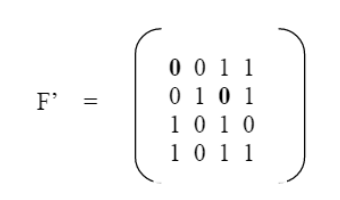 0 0 1 1
F’ = 0 1 0 1
1 0 1 0
1 0 1 1